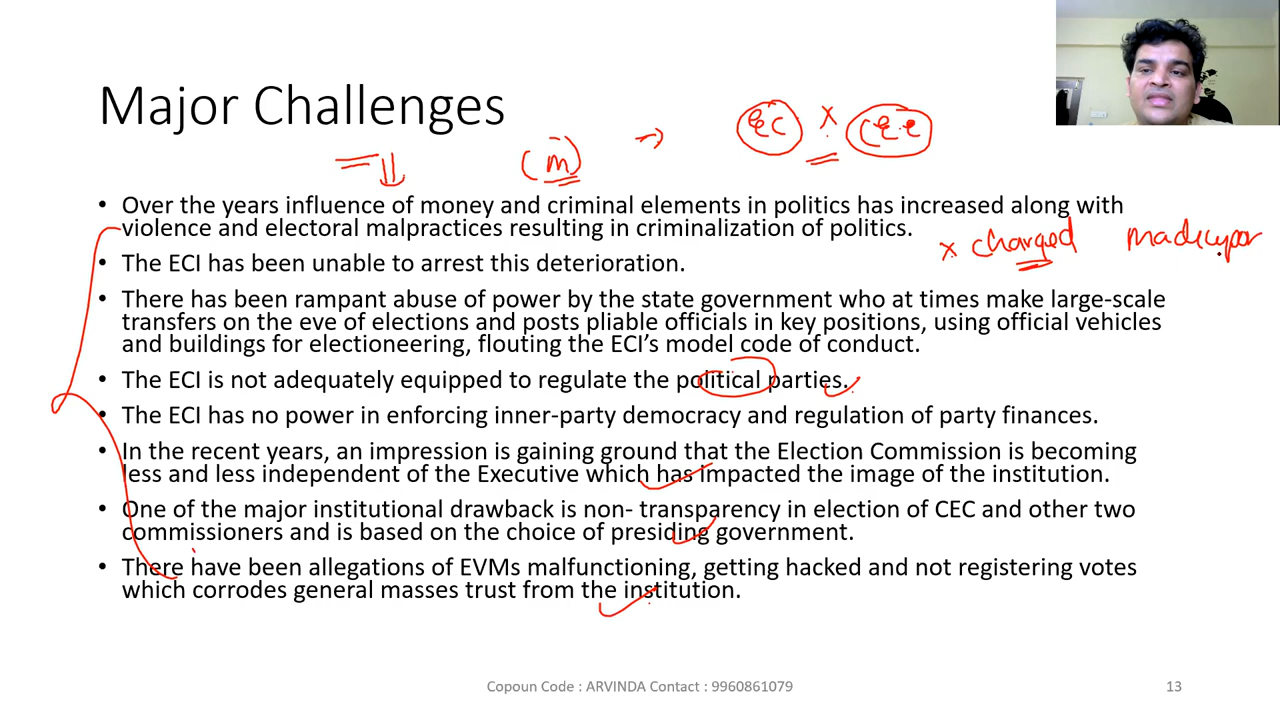 Major Challenges
EC x CEC
(m)
• Over the years influence of money and criminal elements in politics has increased along with
violence and electoral malpractices resulting in criminalization of politics.
x charged
• The ECI has been unable to arrest this deterioration.
• There has been rampant abuse of power by the state government who at times make large-scale
transfers on the eve of elections and posts pliable officials in key positions, using official vehicles
and buildings for electioneering, flouting the ECI’s model code of conduct.
• The ECI is not adequately equipped to regulate the political parties.
• The ECI has no power in enforcing inner-party democracy and regulation of party finances.
• In the recent years, an impression is gaining ground that the Election Commission is becoming
less and less independent of the Executive which has impacted the image of the institution.
• One of the major institutional drawback is non- transparency in election of CEC and other two
commissioners and is based on the choice of presiding government.
• There have been allegations of EVMs malfunctioning, getting hacked and not registering votes
which corrodes general masses trust from the institution.
Copoun Code : ARVINDA Contact : 9960861079
13